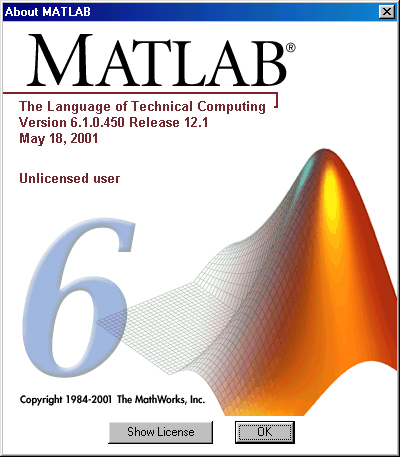 About MATLAB
MATLAB®
The Language of Technical Computing
Version 6.1.0.450 Release 12.1
May 18, 2001
Unlicensed user
6
Copyright 1984-2001 The MathWorks, Inc.
Show License
OK